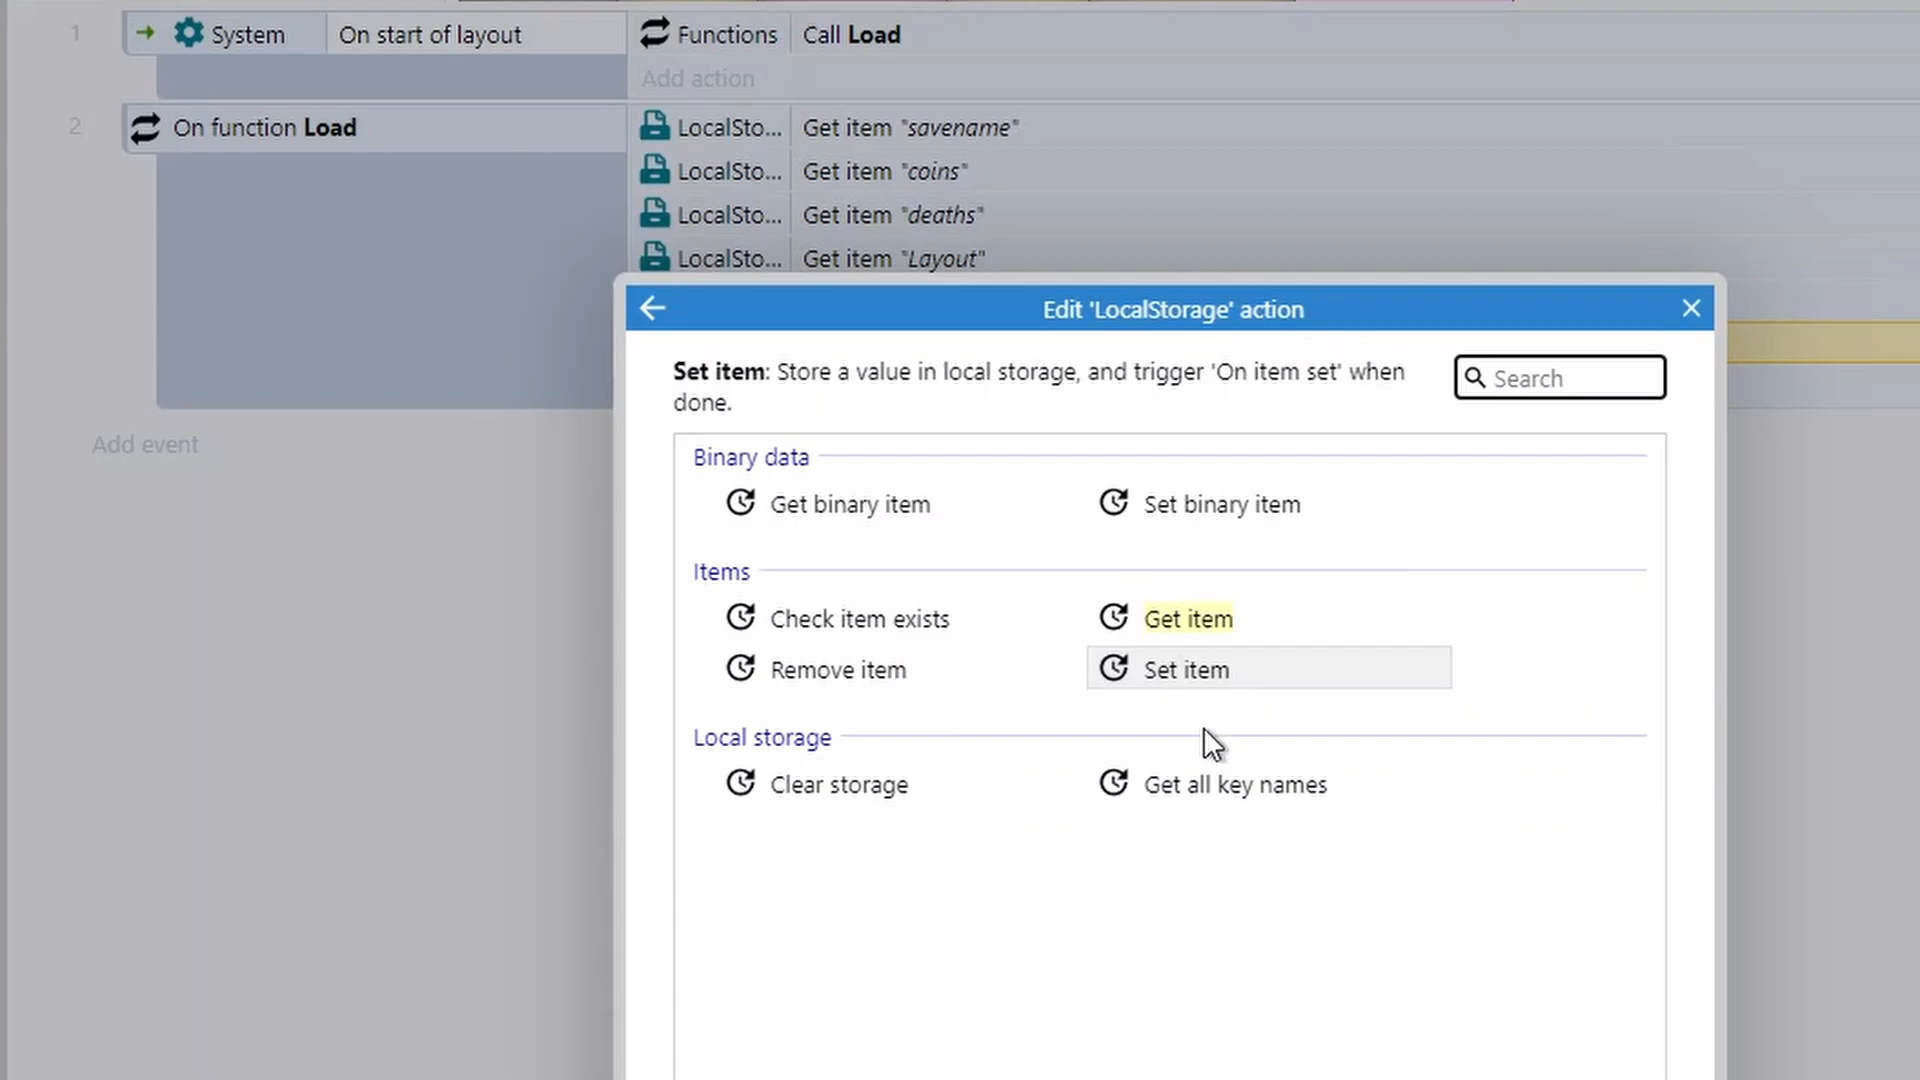 1 System On start of layout Functions Call Load
Add action
2 On function Load LocalSto... Get item "savename"
LocalSto... Get item "coins"
LocalSto... Get item "deaths"
LocalSto... Get item "Layout"
Edit 'LocalStorage' action
Set item: Store a value in local storage, and trigger 'On item set' when
done.
Search
Add event
Binary data
Get binary item Set binary item
Items
Check item exists Get item
Remove item Set item
Local storage
Clear storage Get all key names